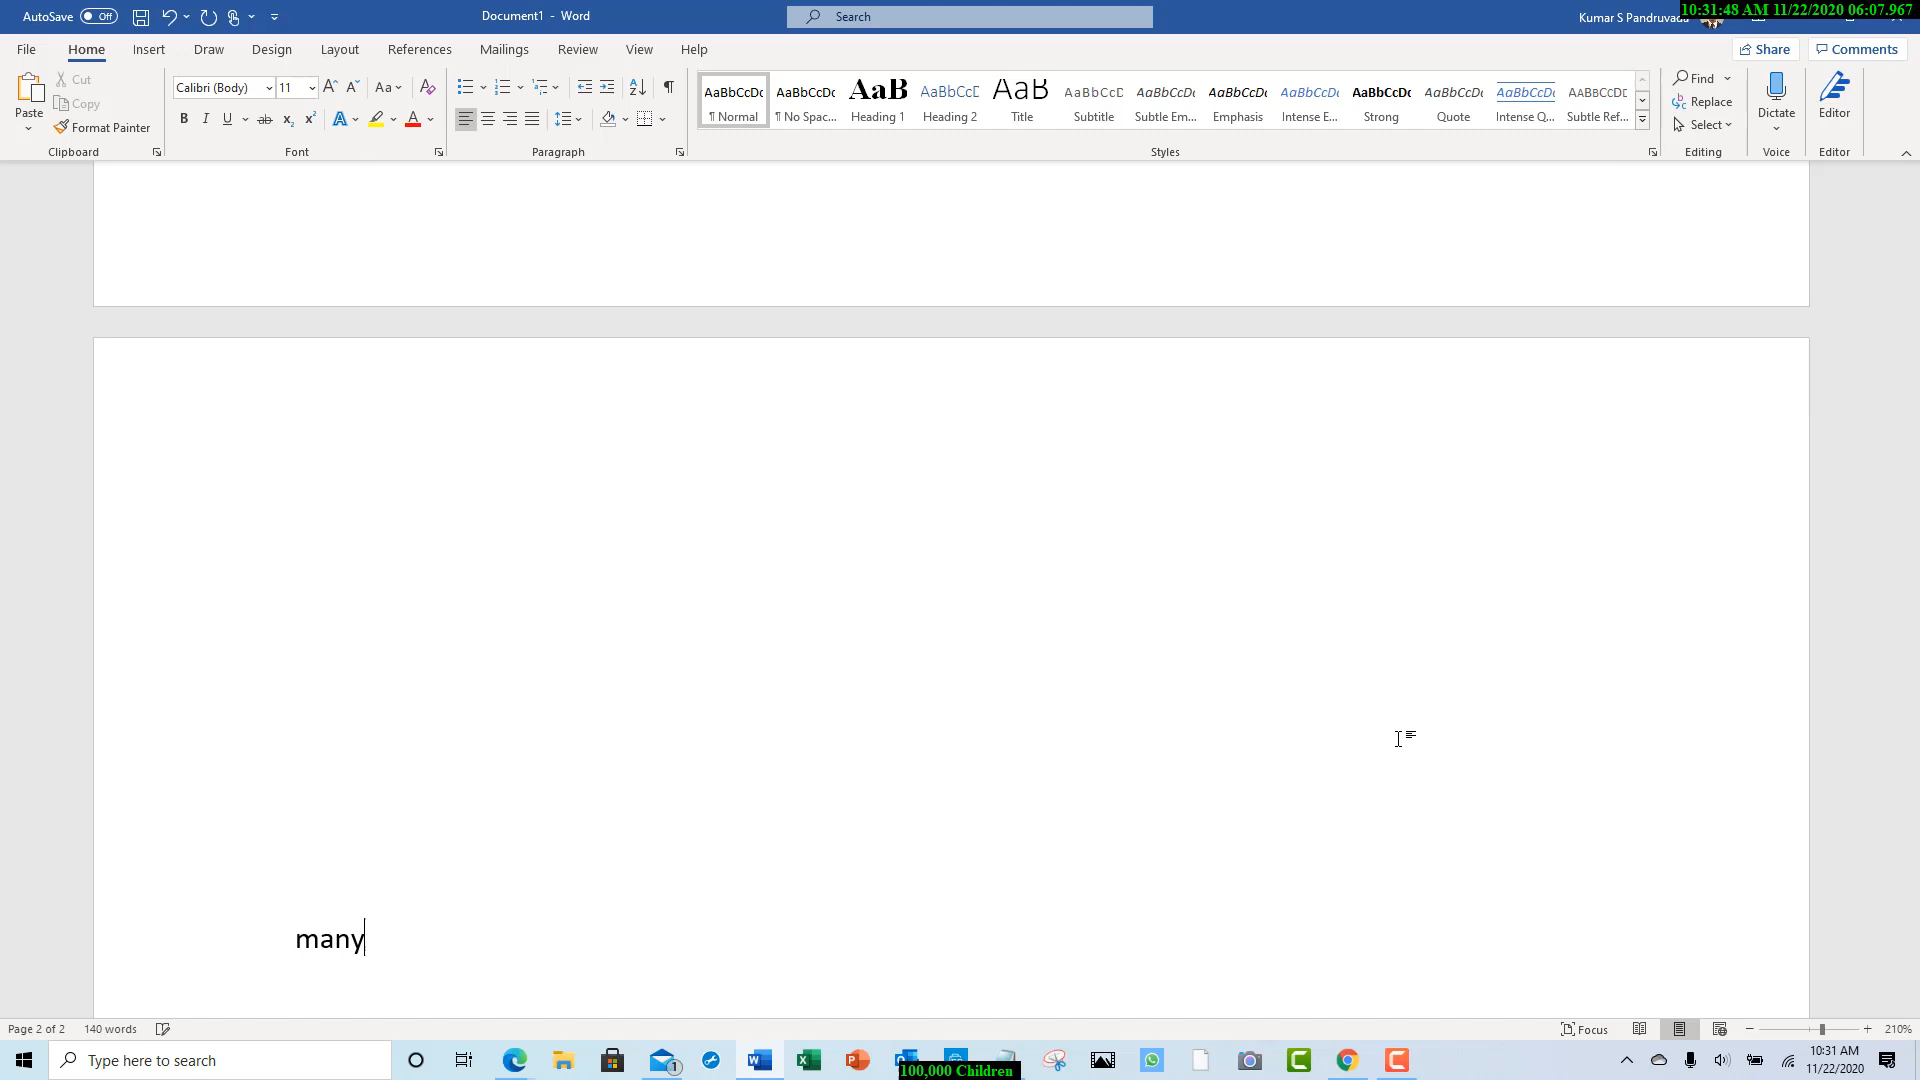 AutoSave Off Document1 - Word Search Kumar S Pandruvada 10:31:48 AM 11/22/2020 06:07.967
File Home Insert Draw Design Layout References Mailings Review View Help Share Comments
Paste Cut Copy Format Painter
Calibri (Body) 11 Aa
AaBbCcDc AaBbCcDc AaB AaBbCcD AaB AaBbCcD AaBbCcDc AaBbCcDc AaBbCcDc AaBbCcDc AaBbCcDc AaBbCcDc AABBCCDE
¶ Normal ¶ No Spac... Heading 1 Heading 2 Title Subtitle Subtle Em... Emphasis Intense E... Strong Quote Intense Q... Subtle Ref...
Find Replace Select
Dictate Editor
Clipboard Font Paragraph Styles Editing Voice Editor
many
Page 2 of 2 140 words Focus 210%
Type here to search 1 100,000 Children 10:31 AM
11/22/2020